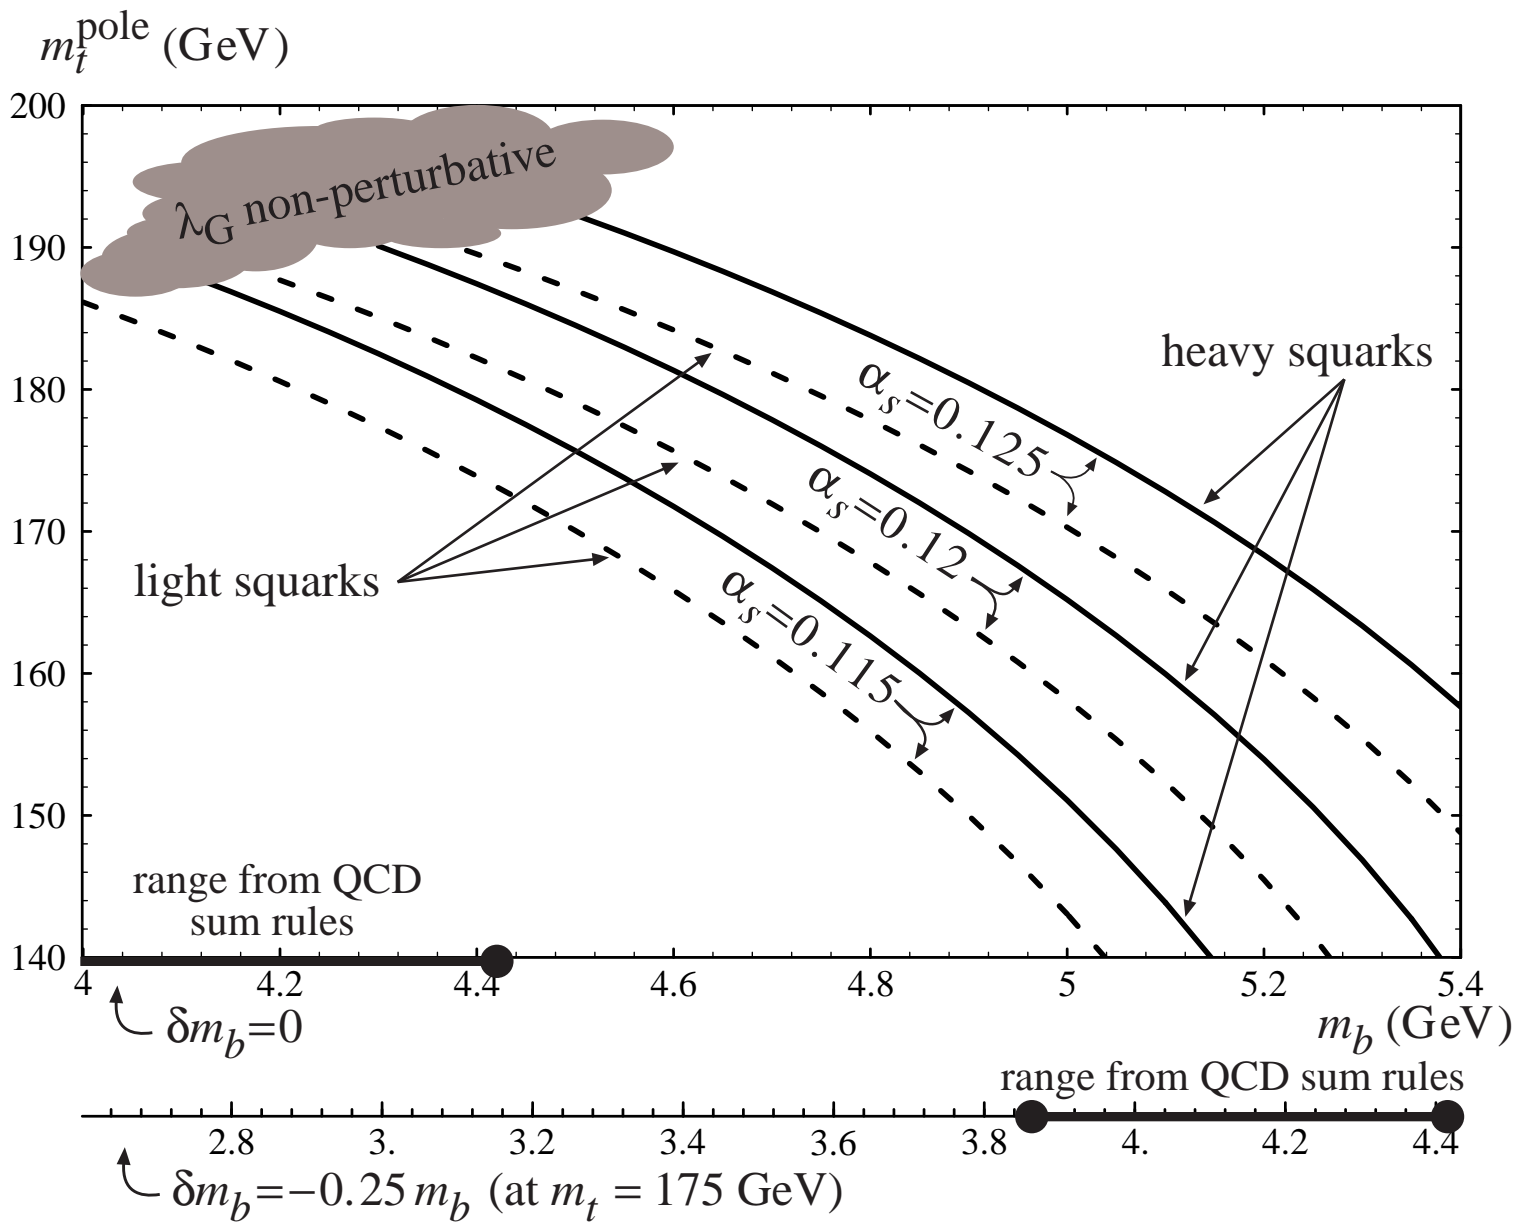 m_t^pole (GeV)
200
190
180
170
160
150
140
λ_G non-perturbative
heavy squarks
α_s=0.125
α_s=0.12
α_s=0.115
light squarks
range from QCD
sum rules
4 4.2 4.4 4.6 4.8 5 5.2 5.4
δm_b=0
m_b (GeV)
range from QCD sum rules
2.8 3. 3.2 3.4 3.6 3.8 4. 4.2 4.4
δm_b=−0.25 m_b (at m_t = 175 GeV)